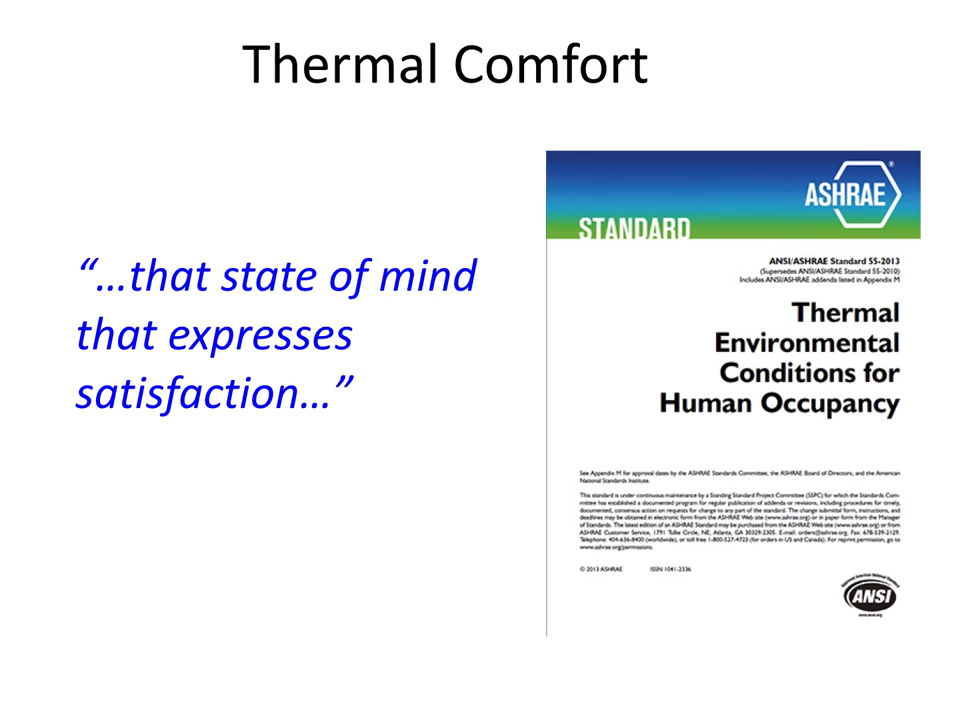 Thermal Comfort
“…that state of mind
that expresses
satisfaction…”
ASHRAE®
STANDARD
ANSI/ASHRAE Standard 55-2013
(Supersedes ANSI/ASHRAE Standard 55-2010)
Includes ANSI/ASHRAE addenda listed in Appendix M
Thermal
Environmental
Conditions for
Human Occupancy
See Appendix M for approval dates by the ASHRAE Standards Committee, the ASHRAE Board of Directors, and the American
National Standards Institute.
This standard is under continuous maintenance by a Standing Standard Project Committee (SSPC) for which the Standards Com-
mittee has established a documented program for regular publication of addenda or revisions, including procedures for timely,
documented, consensus action on requests for change to any part of the standard. The change submittal form, instructions, and
deadlines may be obtained in electronic form from the ASHRAE Web site (www.ashrae.org) or in paper form from the Manager
of Standards. The latest edition of an ASHRAE Standard may be purchased from the ASHRAE Web site (www.ashrae.org) or from
ASHRAE Customer Service, 1791 Tullie Circle, NE, Atlanta, GA 30329-2305. E-mail: orders@ashrae.org. Fax: 678-539-2129.
Telephone: 404-636-8400 (worldwide), or toll free 1-800-527-4723 (for orders in US and Canada). For reprint permission, go to
www.ashrae.org/permissions.
© 2013 ASHRAE ISSN 1041-2336
Approved American National Standard
ANSI
www.ansi.org